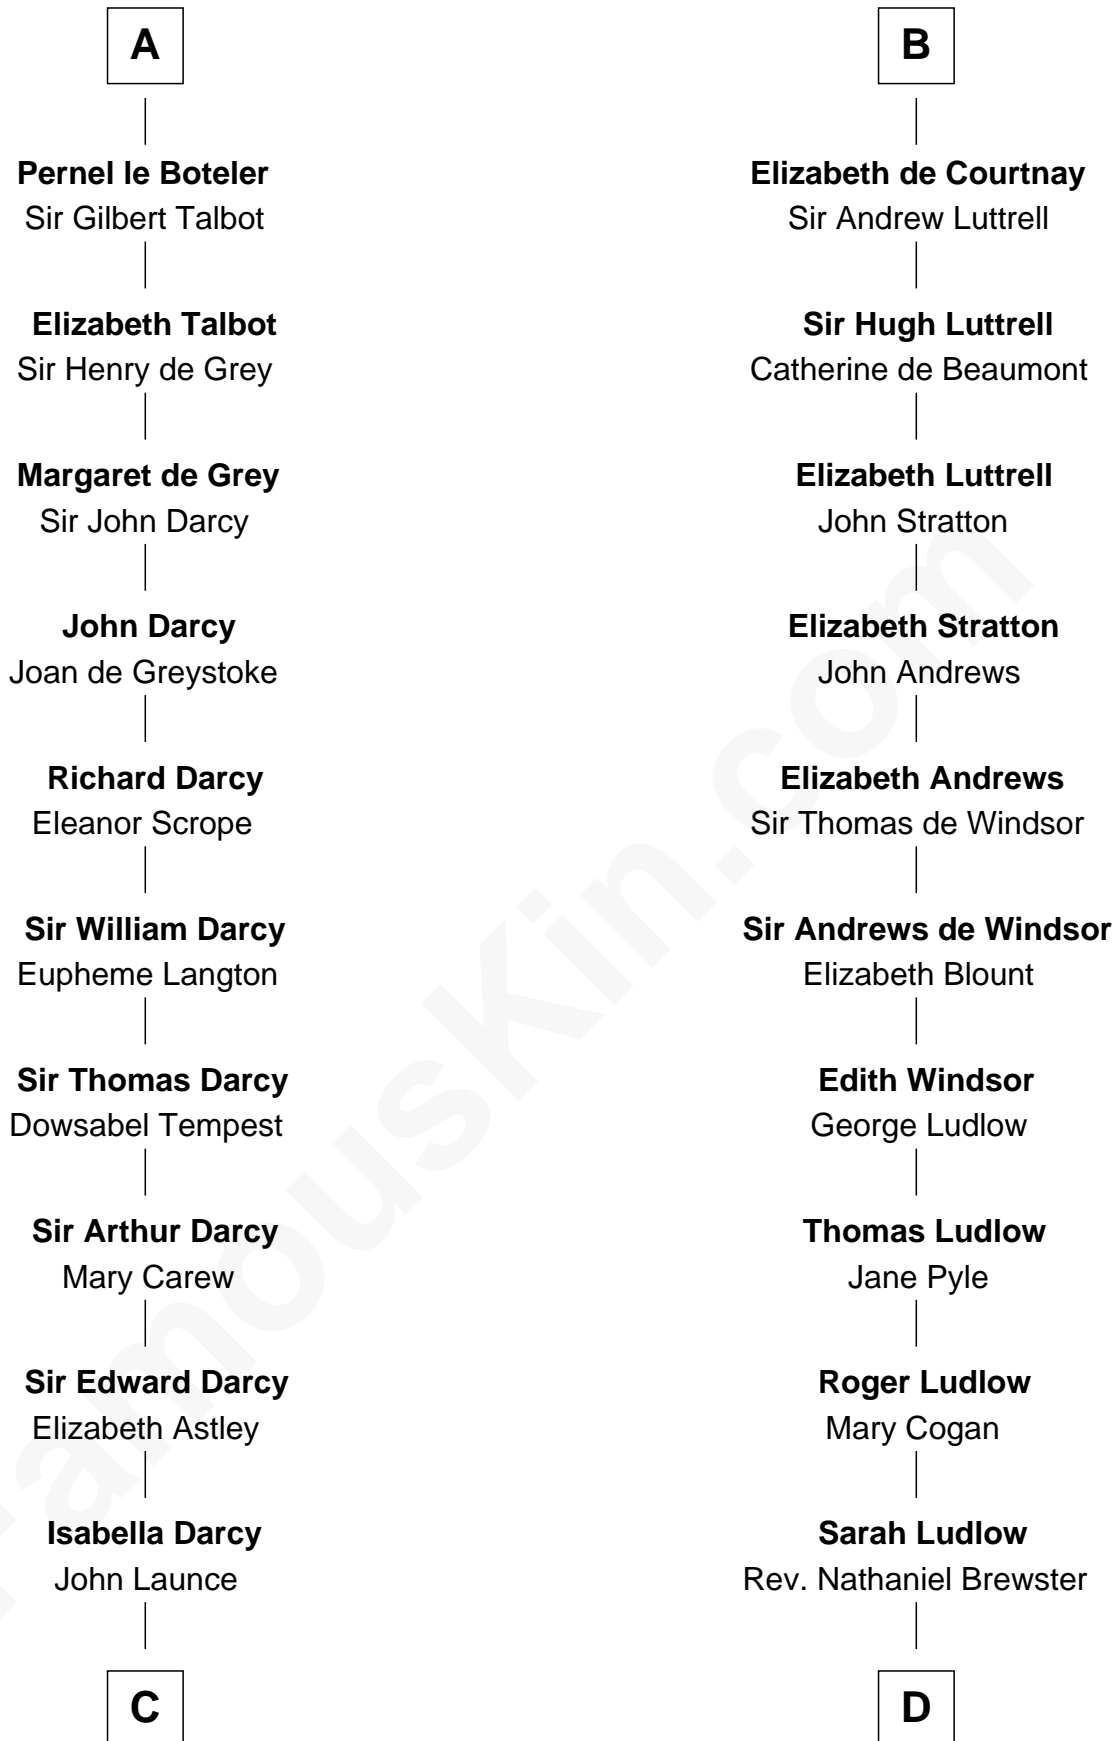 A
Pernel le Boteler
Sir Gilbert Talbot
Elizabeth Talbot
Sir Henry de Grey
Margaret de Grey
Sir John Darcy
John Darcy
Joan de Greystoke
Richard Darcy
Eleanor Scrope
Sir William Darcy
Eupheme Langton
Sir Thomas Darcy
Dowsabel Tempest
Sir Arthur Darcy
Mary Carew
Sir Edward Darcy
Elizabeth Astley
Isabella Darcy
John Launce
C
B
Elizabeth de Courtnay
Sir Andrew Luttrell
Sir Hugh Luttrell
Catherine de Beaumont
Elizabeth Luttrell
John Stratton
Elizabeth Stratton
John Andrews
Elizabeth Andrews
Sir Thomas de Windsor
Sir Andrews de Windsor
Elizabeth Blount
Edith Windsor
George Ludlow
Thomas Ludlow
Jane Pyle
Roger Ludlow
Mary Cogan
Sarah Ludlow
Rev. Nathaniel Brewster
D
FamousKin.com